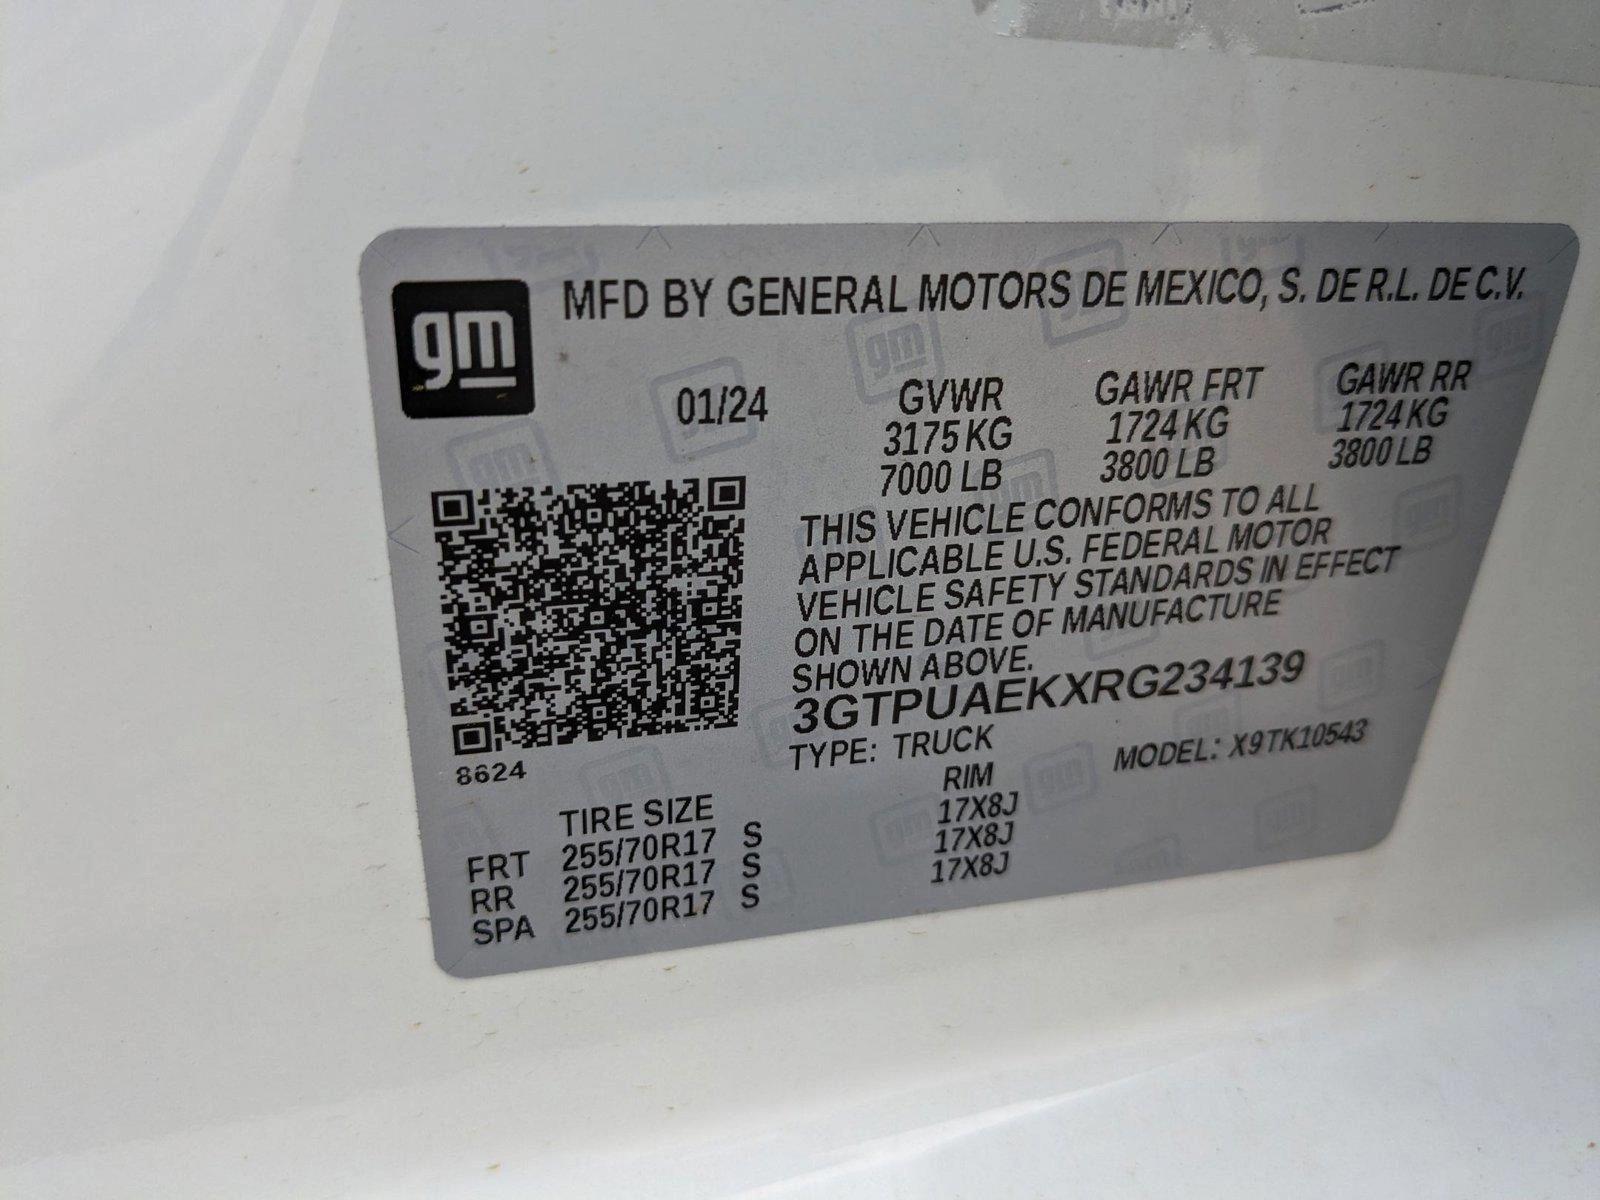 gm
MFD BY GENERAL MOTORS DE MEXICO, S. DE R.L. DE C.V.
01/24
GVWR GAWR FRT GAWR RR
3175 KG 1724 KG 1724 KG
7000 LB 3800 LB 3800 LB
THIS VEHICLE CONFORMS TO ALL
APPLICABLE U.S. FEDERAL MOTOR
VEHICLE SAFETY STANDARDS IN EFFECT
ON THE DATE OF MANUFACTURE
SHOWN ABOVE.
3GTPUAEKXRG234139
TYPE: TRUCK MODEL: X9TK10543
8624
TIRE SIZE RIM
FRT 255/70R17 S 17X8J
RR 255/70R17 S 17X8J
SPA 255/70R17 S 17X8J